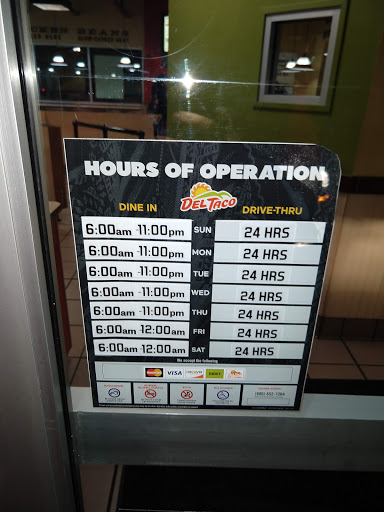 HOURS OF OPERATION
DINE IN DEL TACO DRIVE-THRU
6:00am -11:00pm SUN 24 HRS
6:00am -11:00pm MON 24 HRS
6:00am -11:00pm TUE 24 HRS
6:00am -11:00pm WED 24 HRS
6:00am -11:00pm THU 24 HRS
6:00am -12:00am FRI 24 HRS
6:00am -12:00am SAT 24 HRS
We accept the following
MasterCard VISA DISCOVER DEBIT